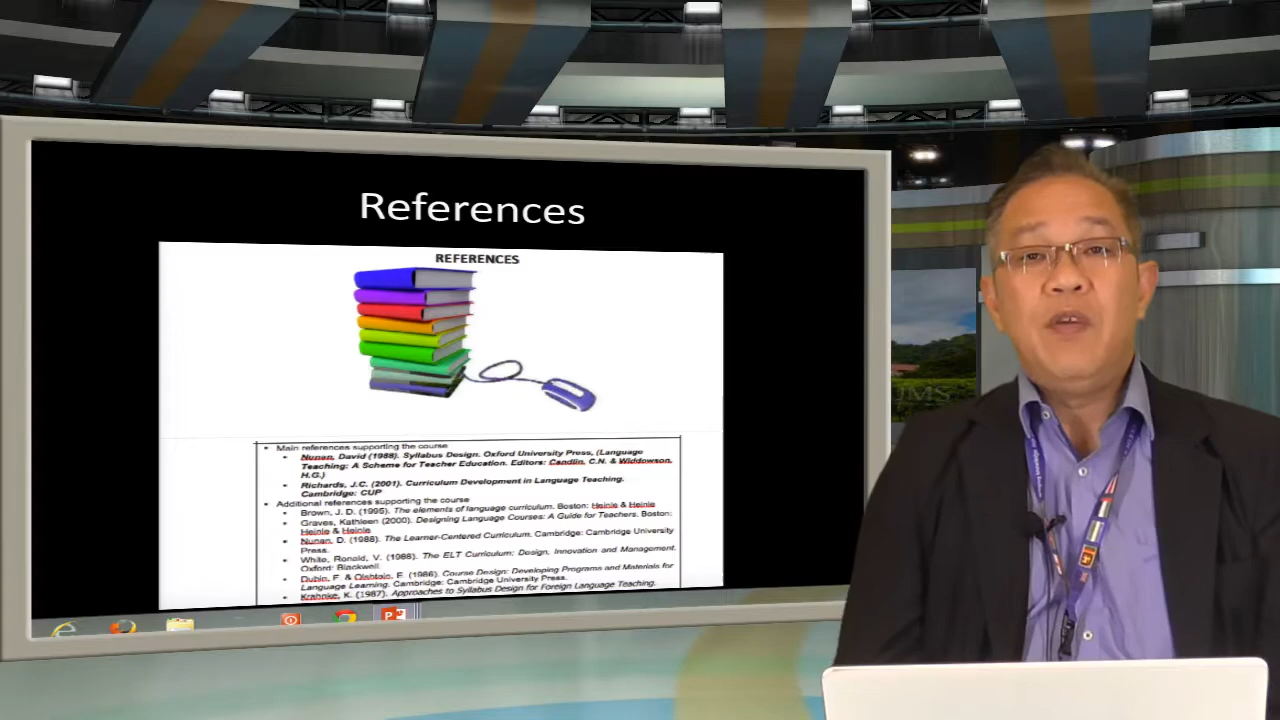 References
REFERENCES
Main references supporting the course
Nunan, David (1988). Syllabus Design. Oxford University Press, (Language
Teaching: A Scheme for Teacher Education. Editors: Candlin, C.N. & Widdowson,
H.G.)
Richards, J.C. (2001). Curriculum Development in Language Teaching.
Cambridge: CUP
Additional references supporting the course
Brown, J. D. (1995). The elements of language curriculum. Boston: Heinle & Heinle
Graves, Kathleen (2000). Designing Language Courses: A Guide for Teachers. Boston:
Heinle & Heinle
Nunan, D. (1988). The Learner-Centered Curriculum. Cambridge: Cambridge University
Press.
White, Ronald, V. (1988). The ELT Curriculum: Design, Innovation and Management.
Oxford: Blackwell
Dubin, F. & Olshtain, E. (1986). Course Design: Developing Programs and Materials for
Language Learning. Cambridge: Cambridge University Press.
Krahnke, K. (1987). Approaches to Syllabus Design for Foreign Language Teaching.
UMS